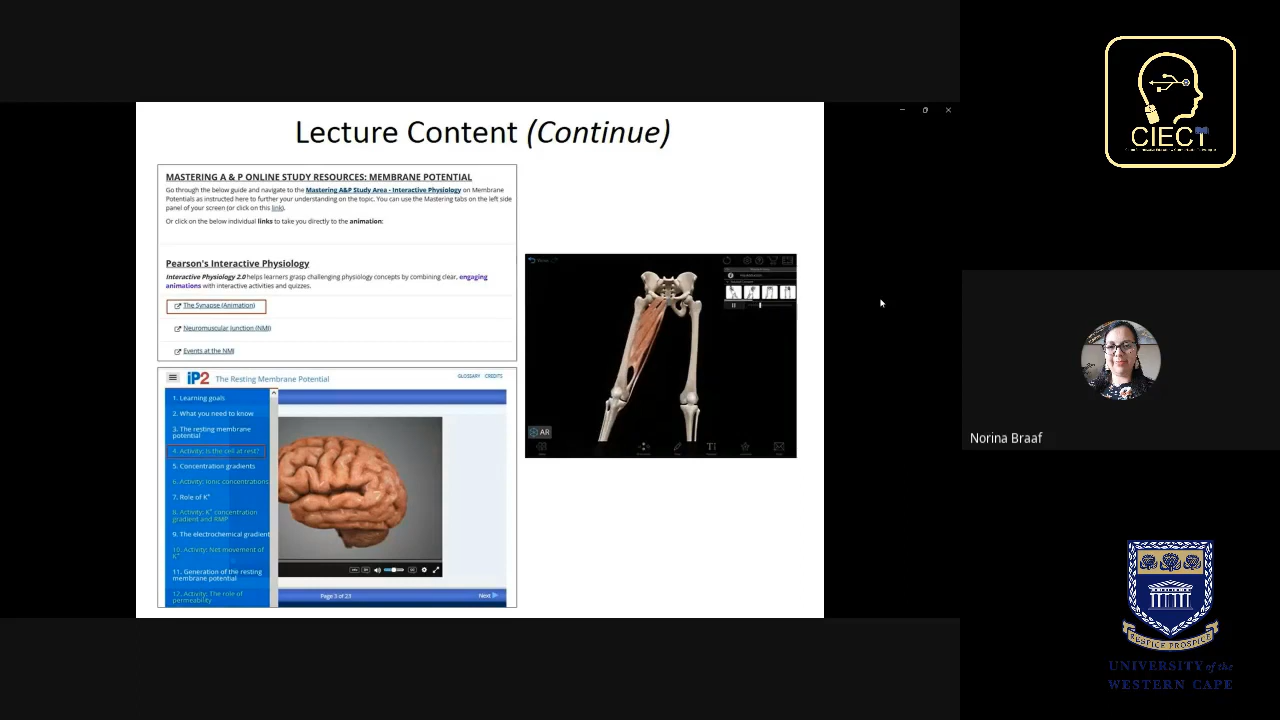 Lecture Content (Continue)
MASTERING A & P ONLINE STUDY RESOURCES: MEMBRANE POTENTIAL
Go through the below guide and navigate to the Mastering A&P Study Area - Interactive Physiology on Membrane
Potentials as instructed here to further your understanding on the topic. You can use the Mastering tabs on the left side
panel of your screen (or click on this link).
Or click on the below individual links to take you directly to the animation:
Pearson's Interactive Physiology
Interactive Physiology 2.0 helps learners grasp challenging physiology concepts by combining clear, engaging
animations with interactive activities and quizzes.
The Synapse (Animation)
Neuromuscular Junction (NMJ)
Events at the NMJ
iP2 The Resting Membrane Potential
GLOSSARY CREDITS
1. Learning goals
2. What you need to know
3. The resting membrane
potential
4. Activity: Is the cell at rest?
5. Concentration gradients
6. Activity: Ionic concentrations
7. Role of K⁺
8. Activity: K⁺ concentration
gradient and RMP
9. The electrochemical gradient
10. Activity: Net movement of
K⁺
11. Generation of the resting
membrane potential
12. Activity: The role of
permeability
Page 3 of 23
Next
AR
CIECT
Norina Braaf
RESPICE PROSPICE
UNIVERSITY of the
WESTERN CAPE